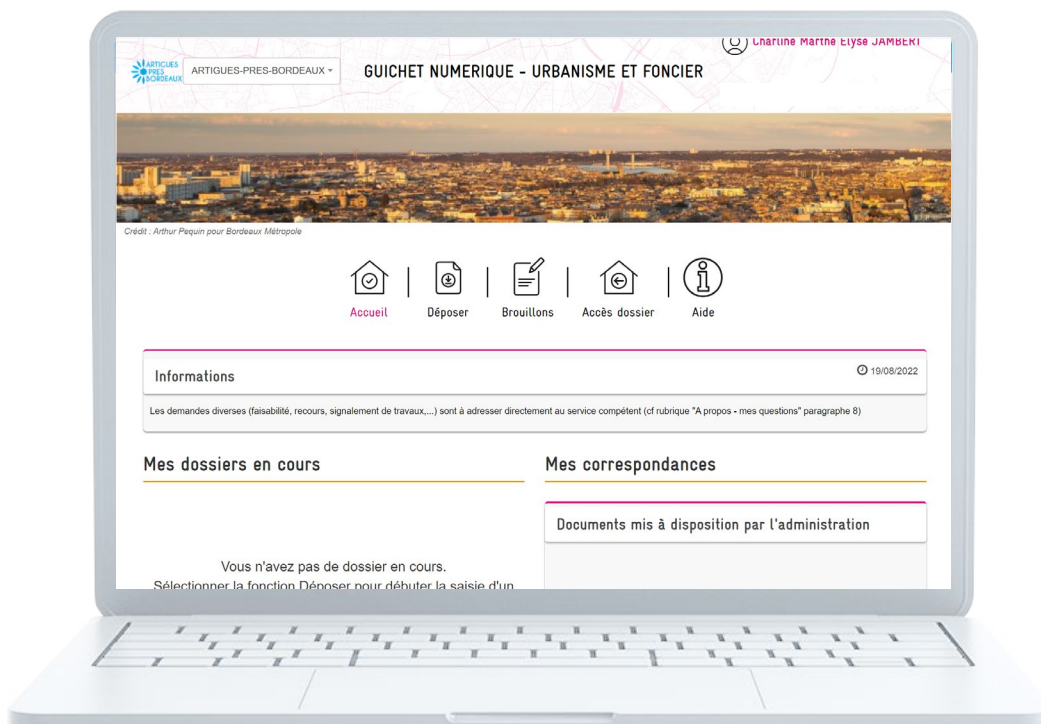 Charline Marthe Elyse JAMBERT
ARTIGUES
PRES
BORDEAUX
ARTIGUES-PRES-BORDEAUX
GUICHET NUMERIQUE - URBANISME ET FONCIER
Crédit : Arthur Pequin pour Bordeaux Métropole
Accueil
Déposer
Brouillons
Accès dossier
Aide
Informations
19/08/2022
Les demandes diverses (faisabilité, recours, signalement de travaux,...) sont à adresser directement au service compétent (cf rubrique "A propos - mes questions" paragraphe 8)
Mes dossiers en cours
Mes correspondances
Documents mis à disposition par l'administration
Vous n'avez pas de dossier en cours.
Sélectionner la fonction Déposer pour débuter la saisie d'un